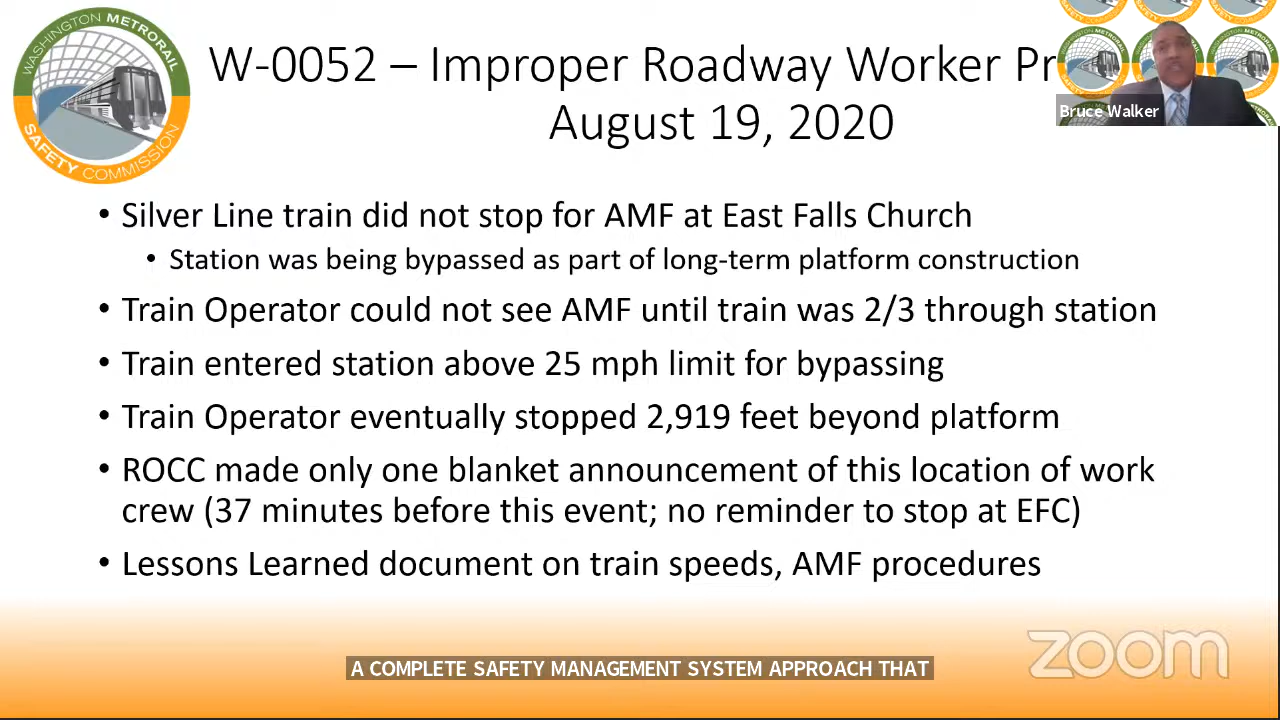 WASHINGTON METRORAIL
SAFETY COMMISSION
W-0052 – Improper Roadway Worker Pr
August 19, 2020
Bruce Walker
• Silver Line train did not stop for AMF at East Falls Church
• Station was being bypassed as part of long-term platform construction
• Train Operator could not see AMF until train was 2/3 through station
• Train entered station above 25 mph limit for bypassing
• Train Operator eventually stopped 2,919 feet beyond platform
• ROCC made only one blanket announcement of this location of work
crew (37 minutes before this event; no reminder to stop at EFC)
• Lessons Learned document on train speeds, AMF procedures
A COMPLETE SAFETY MANAGEMENT SYSTEM APPROACH THAT
zoom